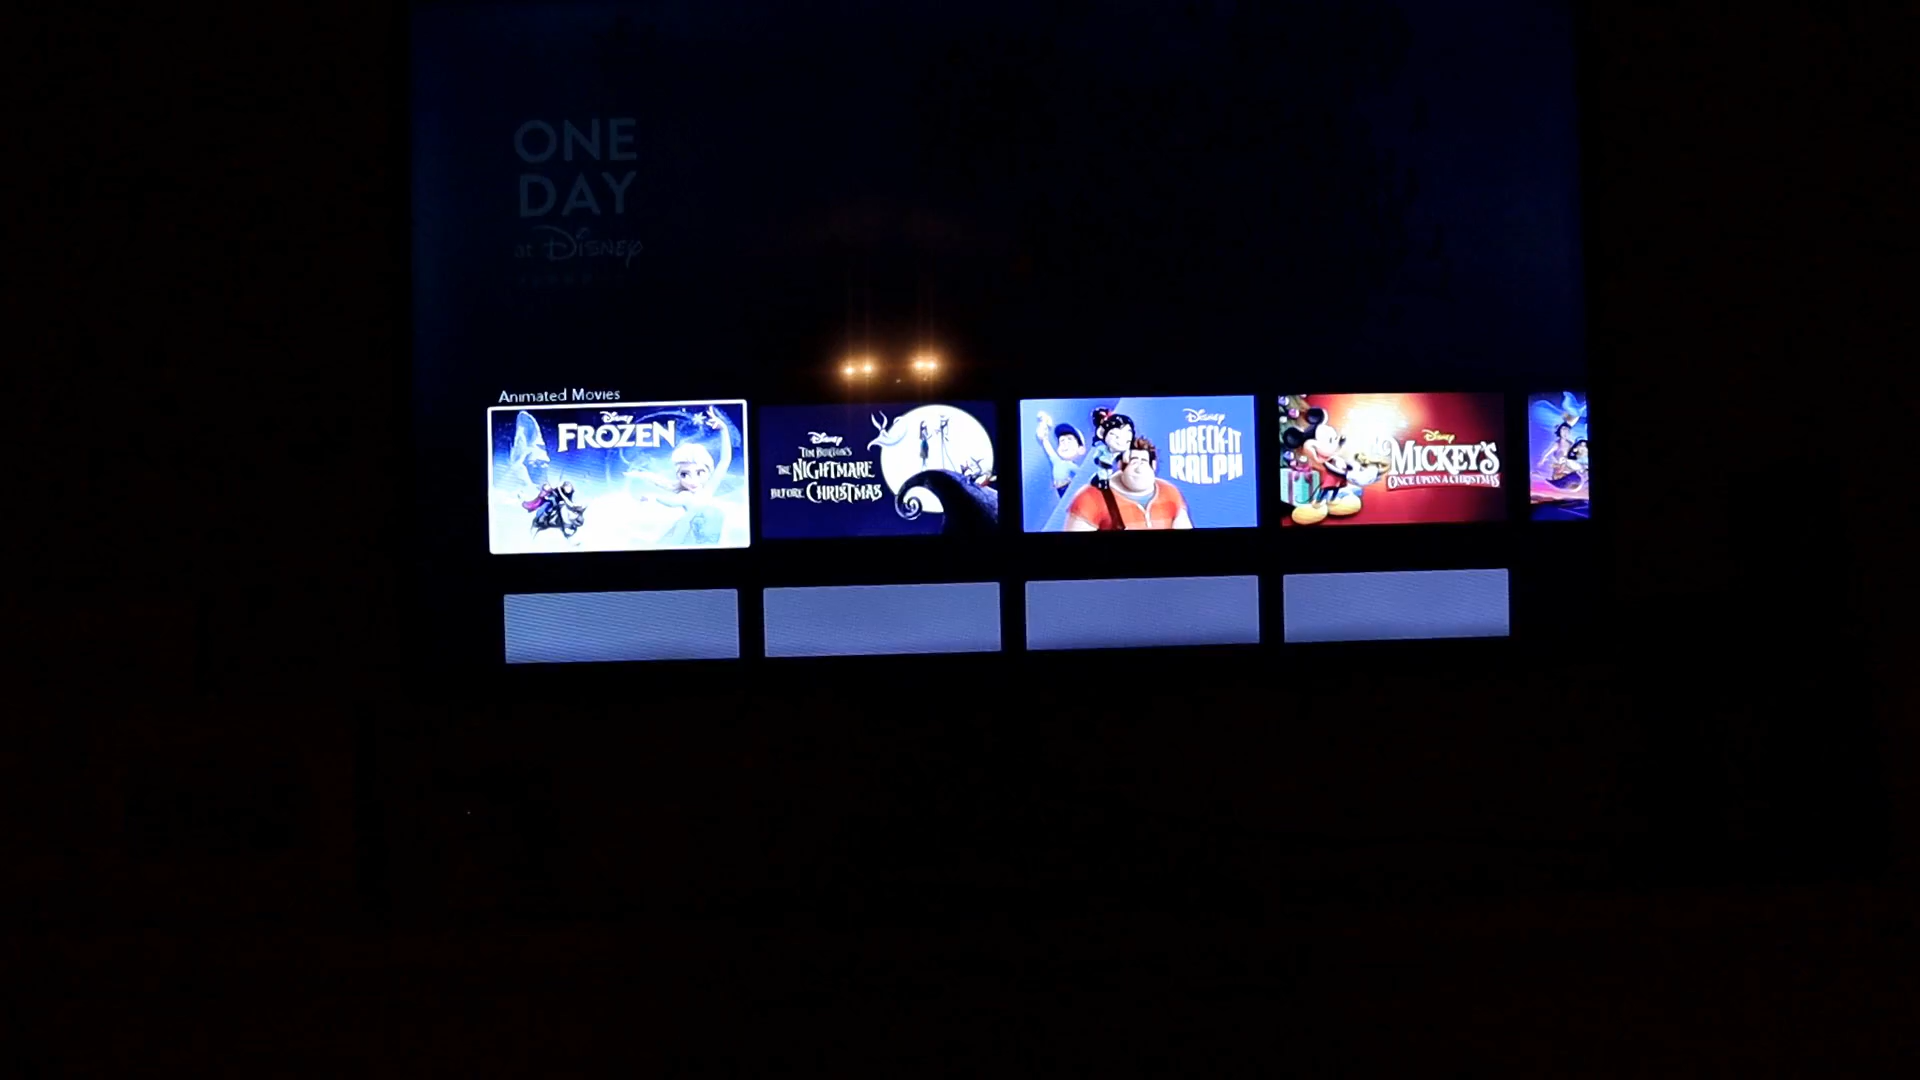 ONE
DAY
at Disney
Animated Movies
Disney
FROZEN
Disney
TIM BURTON'S
THE NIGHTMARE
BEFORE CHRISTMAS
Disney
WRECK-IT
RALPH
Disney
MICKEY'S
ONCE UPON A CHRISTMAS